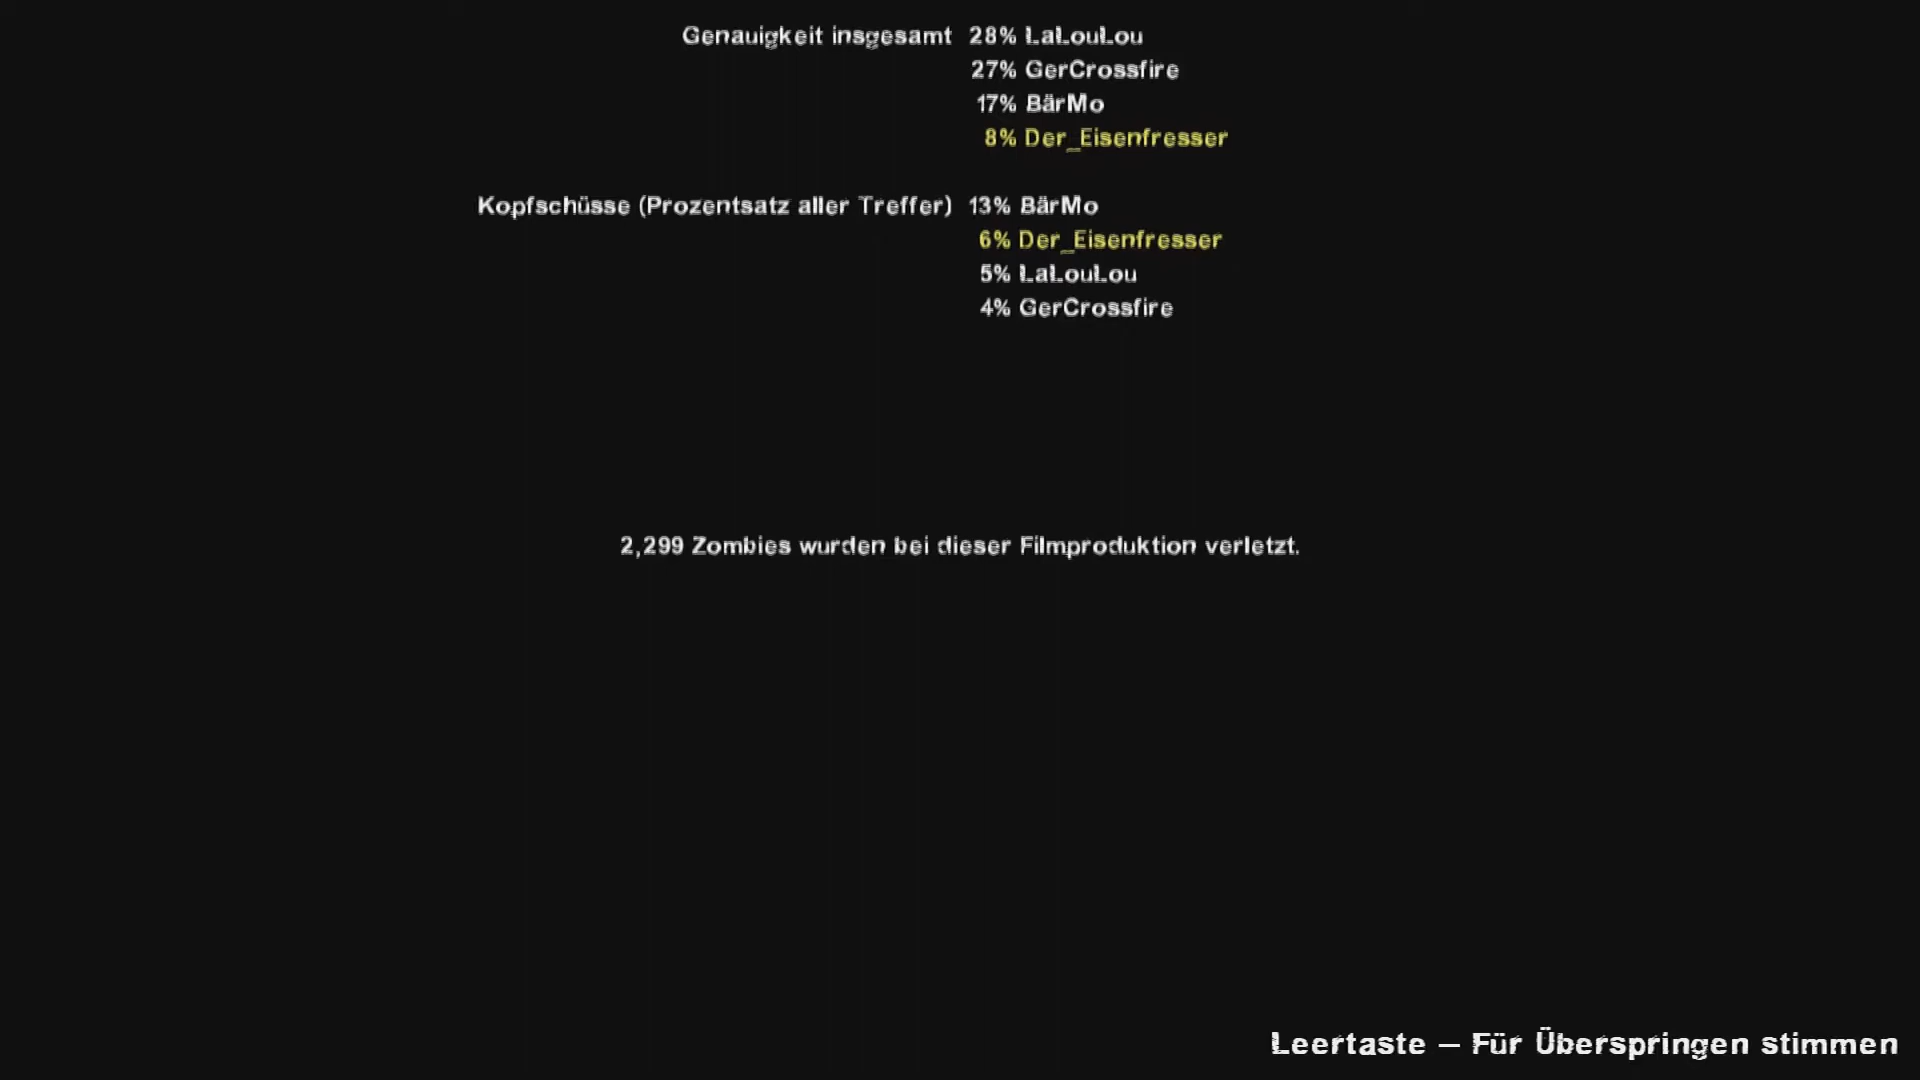 Genauigkeit insgesamt 28% LaLouLou
27% GerCrossfire
17% BärMo
8% Der_Eisenfresser
Kopfschüsse (Prozentsatz aller Treffer) 13% BärMo
6% Der_Eisenfresser
5% LaLouLou
4% GerCrossfire
2,299 Zombies wurden bei dieser Filmproduktion verletzt.
Leertaste – Für Überspringen stimmen